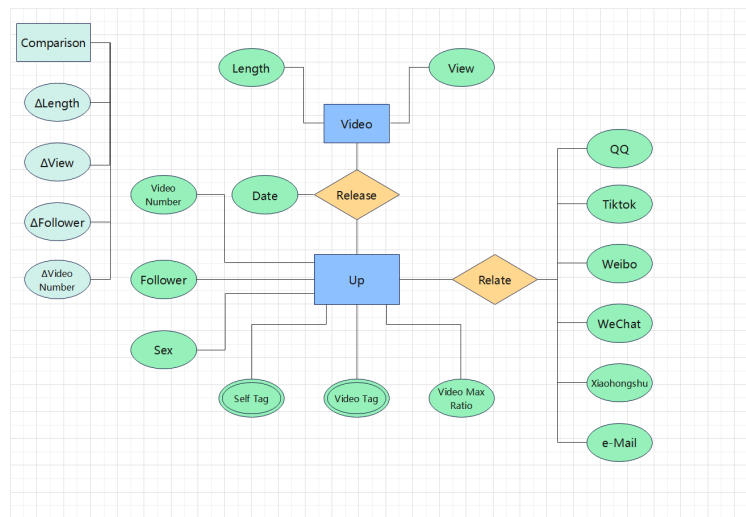 Comparison
ΔLength
ΔView
ΔFollower
ΔVideo
Number
Length
View
Video
Video
Number
Date
Release
Follower
Up
Relate
Sex
Self Tag
Video Tag
Video Max
Ratio
QQ
Tiktok
Weibo
WeChat
Xiaohongshu
e-Mail